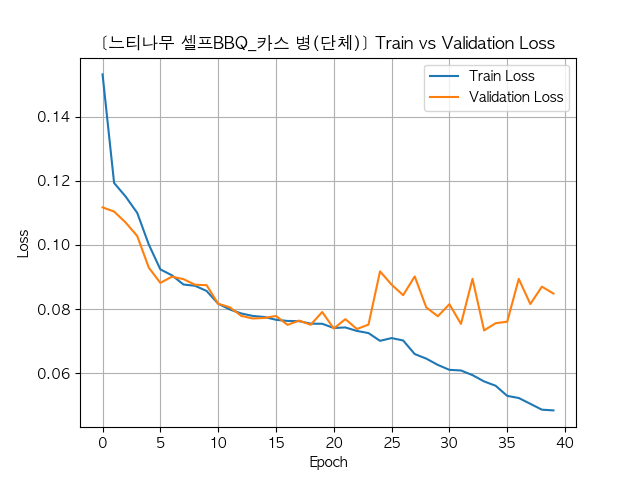 [느티나무 셀프BBQ_카스 병(단체)] Train vs Validation Loss
Train Loss
Validation Loss
Loss
0.14
0.12
0.10
0.08
0.06
0 5 10 15 20 25 30 35 40
Epoch